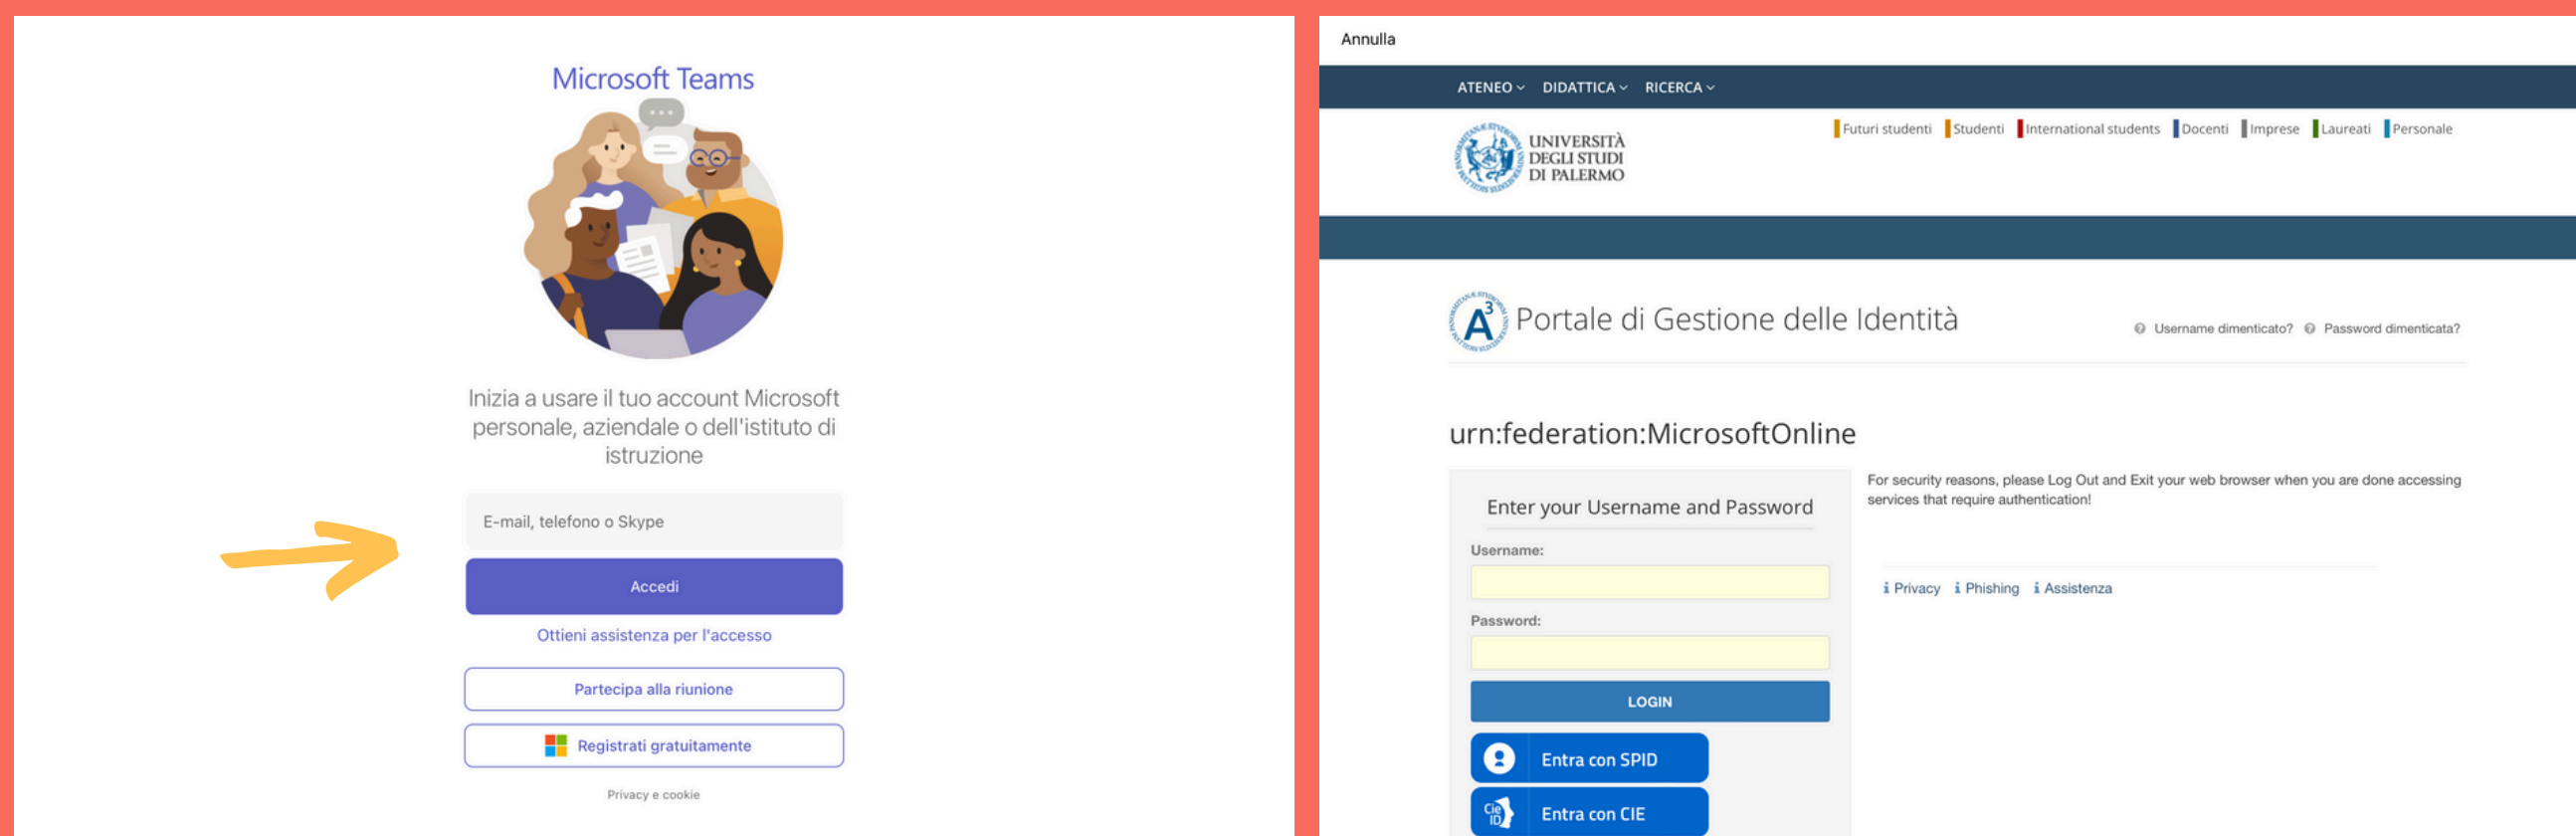 Microsoft Teams
Inizia a usare il tuo account Microsoft
personale, aziendale o dell'istituto di
istruzione
E-mail, telefono o Skype
Accedi
Ottieni assistenza per l'accesso
Partecipa alla riunione
Registrati gratuitamente
Privacy e cookie
Annulla
ATENEO DIDATTICA RICERCA
UNIVERSITÀ
DEGLI STUDI
DI PALERMO
Futuri studenti Studenti International students Docenti Imprese Laureati Personale
A3 Portale di Gestione delle Identità
Username dimenticato? Password dimenticata?
urn:federation:MicrosoftOnline
Enter your Username and Password
Username:
Password:
LOGIN
Entra con SPID
Cie ID Entra con CIE
For security reasons, please Log Out and Exit your web browser when you are done accessing
services that require authentication!
i Privacy i Phishing i Assistenza